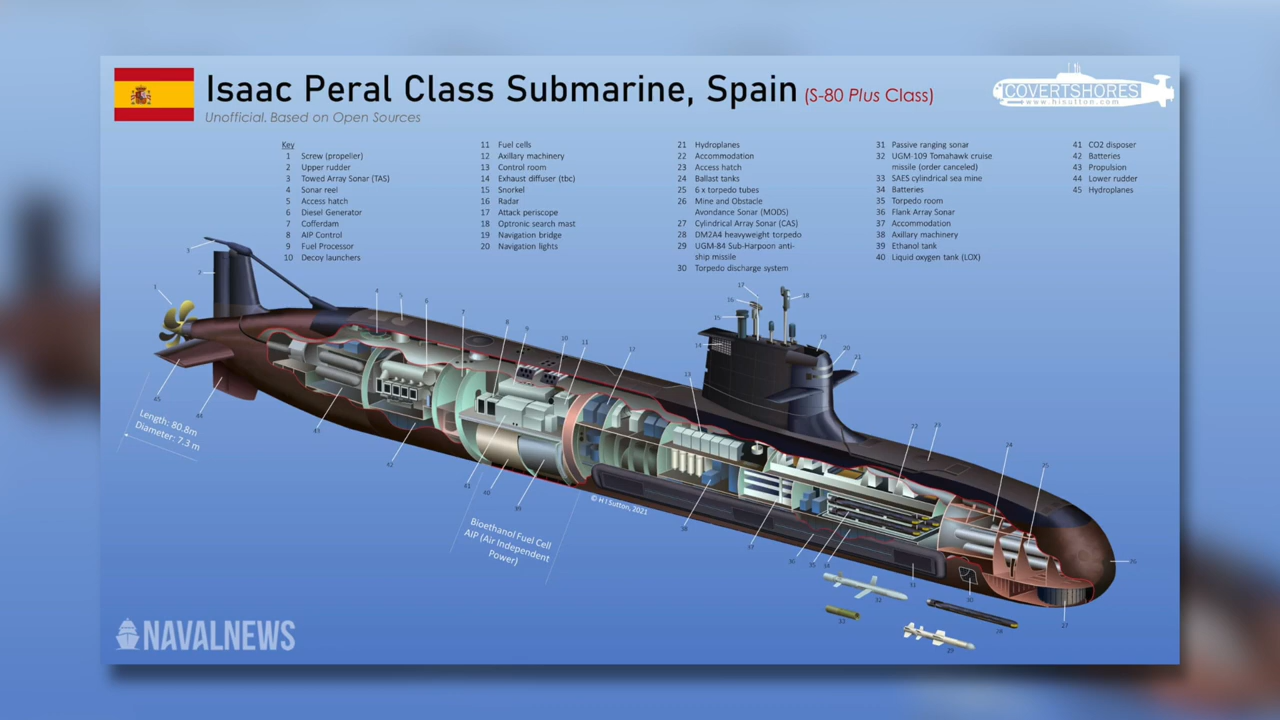 Isaac Peral Class Submarine, Spain (S-80 Plus Class)
Unofficial. Based on Open Sources
COVERTSHORES
www.hisutton.com
Key
1 Screw (propeller)
2 Upper rudder
3 Towed Array Sonar (TAS)
4 Sonar reel
5 Access hatch
6 Diesel Generator
7 Cofferdam
8 AIP Control
9 Fuel Processor
10 Decoy launchers
11 Fuel cells
12 Axillary machinery
13 Control room
14 Exhaust diffuser (tbc)
15 Snorkel
16 Radar
17 Attack periscope
18 Optronic search mast
19 Navigation bridge
20 Navigation lights
21 Hydroplanes
22 Accommodation
23 Access hatch
24 Ballast tanks
25 6 x torpedo tubes
26 Mine and Obstacle
Avondance Sonar (MODS)
27 Cylindrical Array Sonar (CAS)
28 DM2A4 heavyweight torpedo
29 UGM-84 Sub-Harpoon anti-
ship missile
30 Torpedo discharge system
31 Passive ranging sonar
32 UGM-109 Tomahawk cruise
missile (order canceled)
33 SAES cylindrical sea mine
34 Batteries
35 Torpedo room
36 Flank Array Sonar
37 Accommodation
38 Axillary machinery
39 Ethanol tank
40 Liquid oxygen tank (LOX)
41 CO2 disposer
42 Batteries
43 Propulsion
44 Lower rudder
45 Hydroplanes
Length: 80.8m
Diameter: 7.3 m
© H I Sutton, 2021
Bioethanol Fuel Cell
AIP (Air Independent
Power)
NAVALNEWS